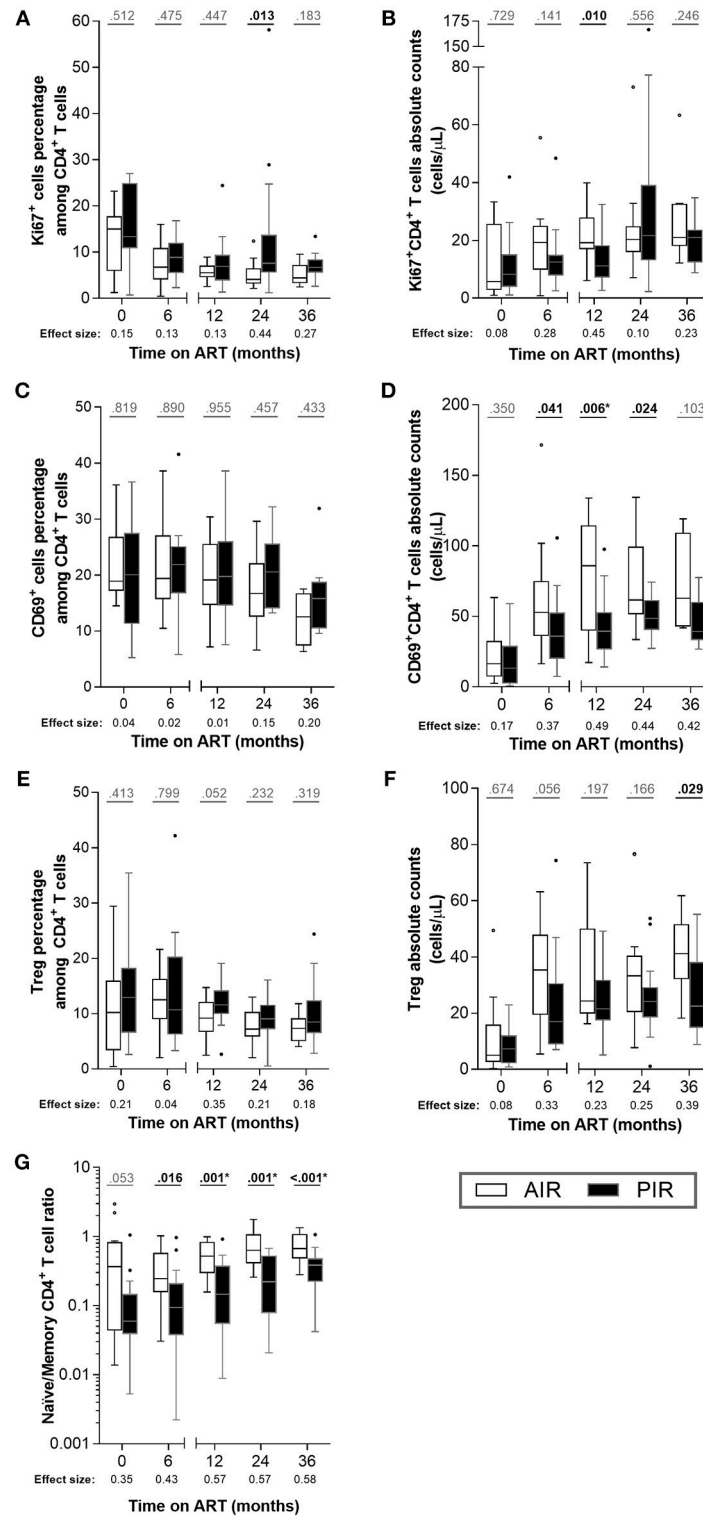 A
.512 .475 .447 .013 .183
60
50
40
30
20
10
0
Ki67+ cells percentage
among CD4+ T cells
0 6 12 24 36
Effect size: 0.15 0.13 0.13 0.44 0.27
Time on ART (months)
B
.729 .141 .010 .556 .246
175
150
80
60
40
20
0
Ki67+CD4+ T cells absolute counts
(cells/μL)
0 6 12 24 36
Effect size: 0.08 0.28 0.45 0.10 0.23
Time on ART (months)
C
.819 .890 .955 .457 .433
50
40
30
20
10
0
CD69+ cells percentage
among CD4+ T cells
0 6 12 24 36
Effect size: 0.04 0.02 0.01 0.15 0.20
Time on ART (months)
D
.350 .041 .006* .024 .103
200
150
100
50
0
CD69+CD4+ T cells absolute counts
(cells/μL)
0 6 12 24 36
Effect size: 0.17 0.37 0.49 0.44 0.42
Time on ART (months)
E
.413 .799 .052 .232 .319
50
40
30
20
10
0
Treg percentage
among CD4+ T cells
0 6 12 24 36
Effect size: 0.21 0.04 0.35 0.21 0.18
Time on ART (months)
F
.674 .056 .197 .166 .029
100
80
60
40
20
0
Treg absolute counts
(cells/μL)
0 6 12 24 36
Effect size: 0.08 0.33 0.23 0.25 0.39
Time on ART (months)
G
.053 .016 .001* .001* <.001*
10
1
0.1
0.01
0.001
Naïve/Memory CD4+ T cell ratio
0 6 12 24 36
Effect size: 0.35 0.43 0.57 0.57 0.58
Time on ART (months)
AIR PIR